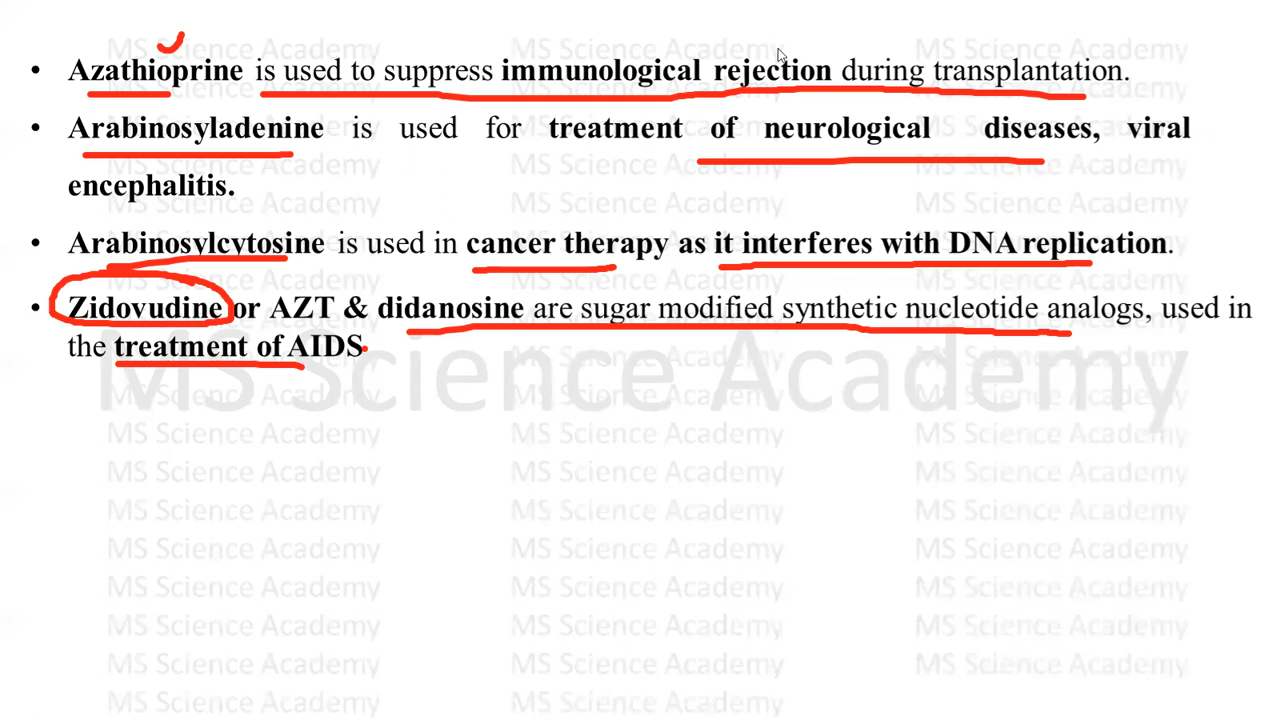 • Azathioprine is used to suppress immunological rejection during transplantation.
• Arabinosyladenine is used for treatment of neurological diseases, viral
encephalitis.
• Arabinosylcytosine is used in cancer therapy as it interferes with DNA replication.
• Zidovudine or AZT & didanosine are sugar modified synthetic nucleotide analogs, used in
the treatment of AIDS
MS Science Academy